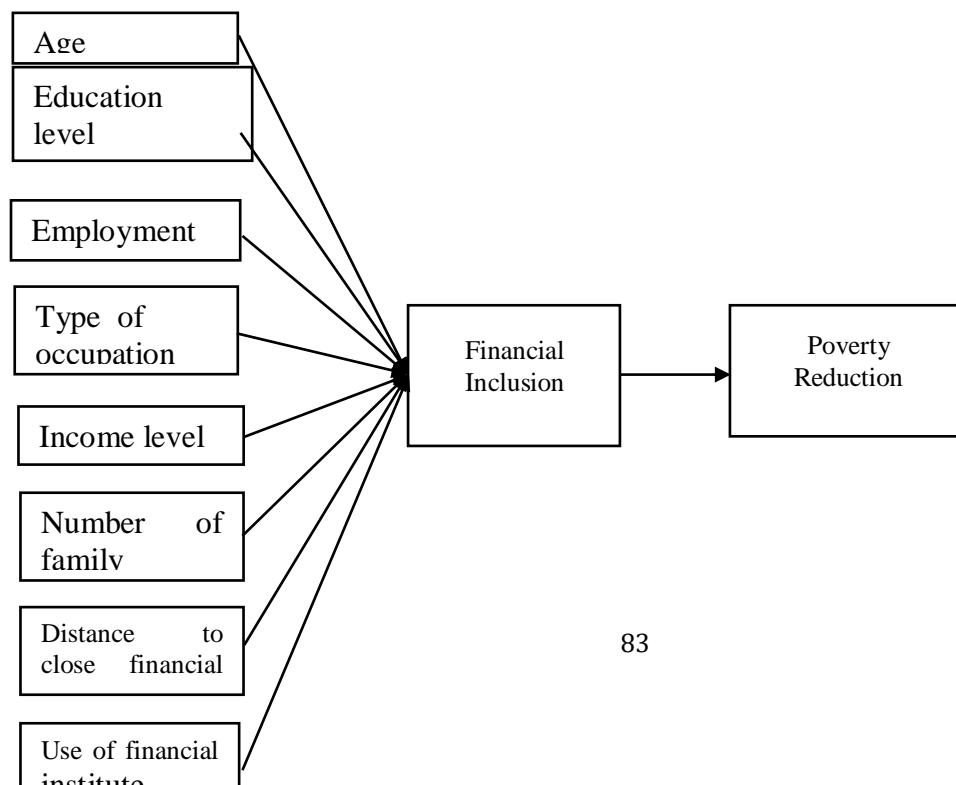 Age
Education
level
Employment
Type of
occupation
Income level
Number of
family
Distance to
close financial
Use of financial
institute
Financial
Inclusion
Poverty
Reduction
83